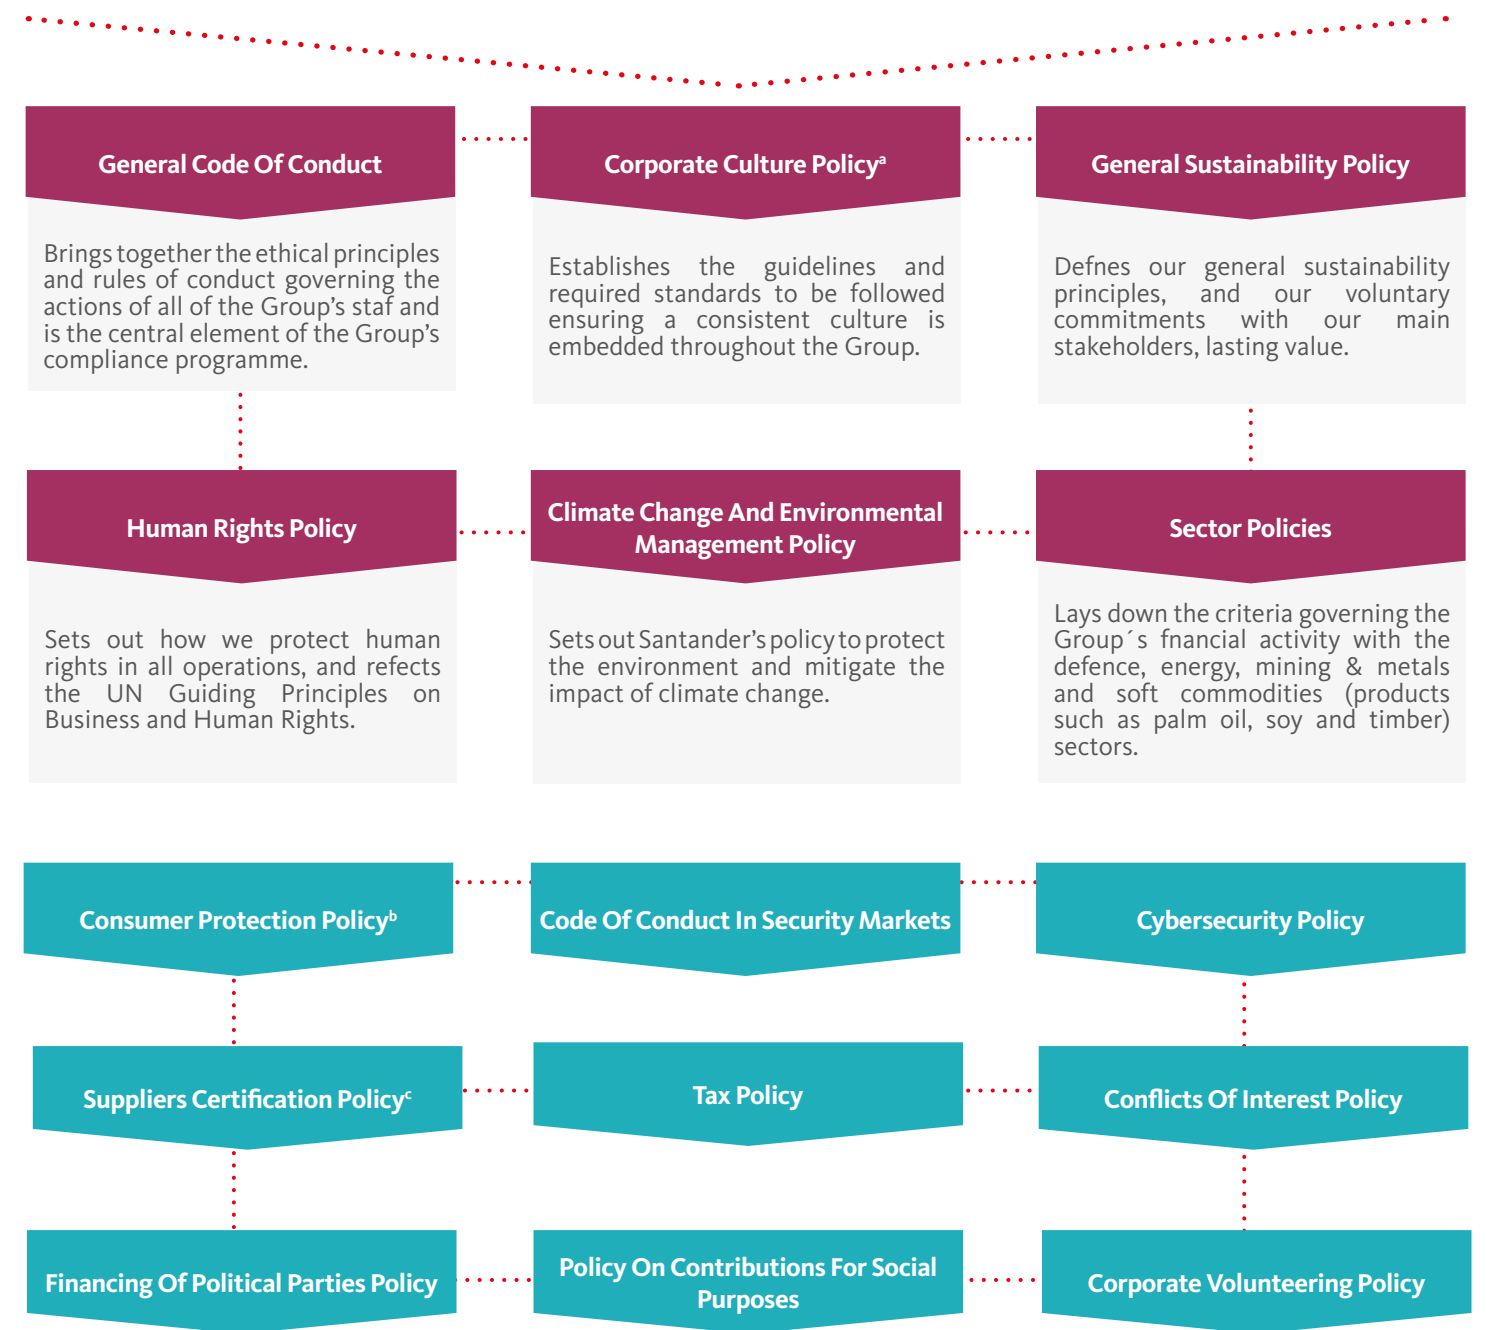 General Code Of Conduct
Brings together the ethical principles
and rules of conduct governing the
actions of all of the Group's staf and
is the central element of the Group's
compliance programme.
Corporate Culture Policyᵃ
Establishes the guidelines and
required standards to be followed
ensuring a consistent culture is
embedded throughout the Group.
General Sustainability Policy
Defnes our general sustainability
principles, and our voluntary
commitments with our main
stakeholders, lasting value.
Human Rights Policy
Sets out how we protect human
rights in all operations, and refects
the UN Guiding Principles on
Business and Human Rights.
Climate Change And Environmental
Management Policy
Sets out Santander's policy to protect
the environment and mitigate the
impact of climate change.
Sector Policies
Lays down the criteria governing the
Group´s fnancial activity with the
defence, energy, mining & metals
and soft commodities (products
such as palm oil, soy and timber)
sectors.
Consumer Protection Policyᵇ
Code Of Conduct In Security Markets
Cybersecurity Policy
Suppliers Certification Policyᶜ
Tax Policy
Conflicts Of Interest Policy
Financing Of Political Parties Policy
Policy On Contributions For Social
Purposes
Corporate Volunteering Policy